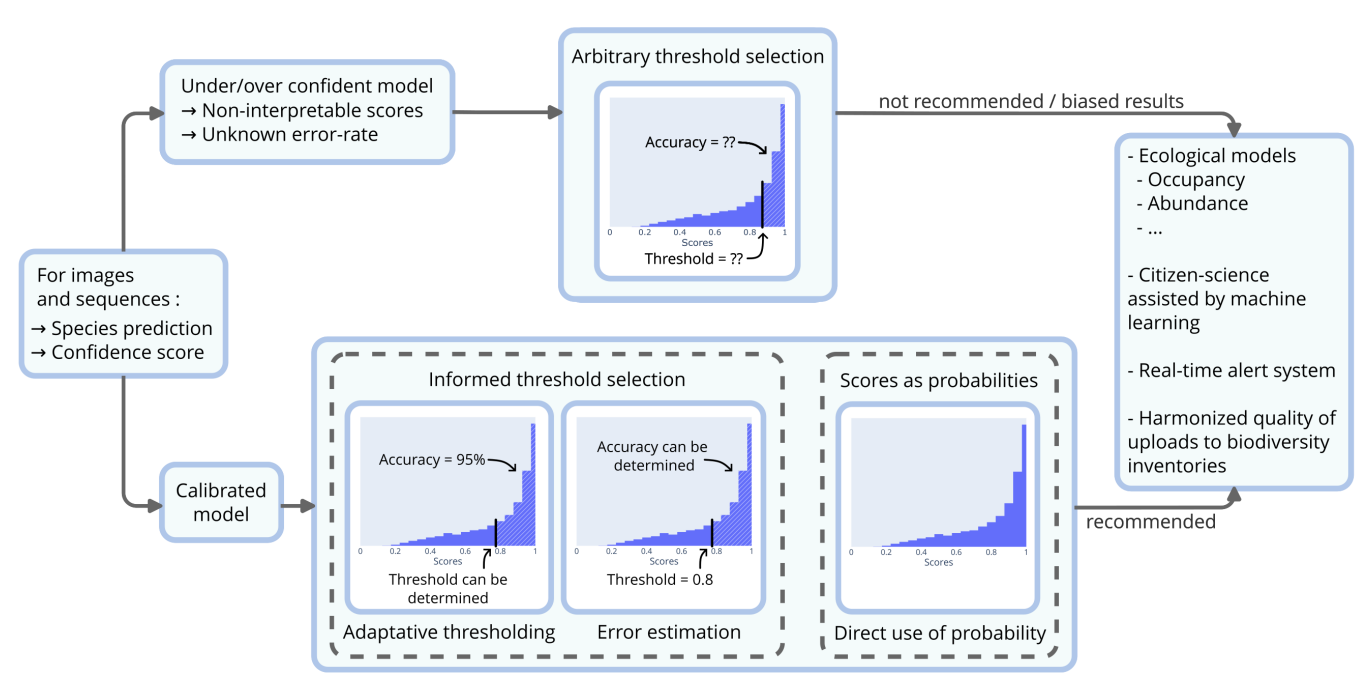 For images
and sequences :
→ Species prediction
→ Confidence score
Under/over confident model
→ Non-interpretable scores
→ Unknown error-rate
Arbitrary threshold selection
Accuracy = ??
0 0.2 0.4 0.6 0.8 1
Scores
Threshold = ??
not recommended / biased results
Calibrated
model
Informed threshold selection
Accuracy = 95%
0 0.2 0.4 0.6 0.8 1
Scores
Threshold can be
determined
Adaptative thresholding
Accuracy can be
determined
0 0.2 0.4 0.6 0.8 1
Scores
Threshold = 0.8
Error estimation
Scores as probabilities
0 0.2 0.4 0.6 0.8 1
Scores
Direct use of probability
recommended
- Ecological models
- Occupancy
- Abundance
- ...
- Citizen-science
assisted by machine
learning
- Real-time alert system
- Harmonized quality of
uploads to biodiversity
inventories